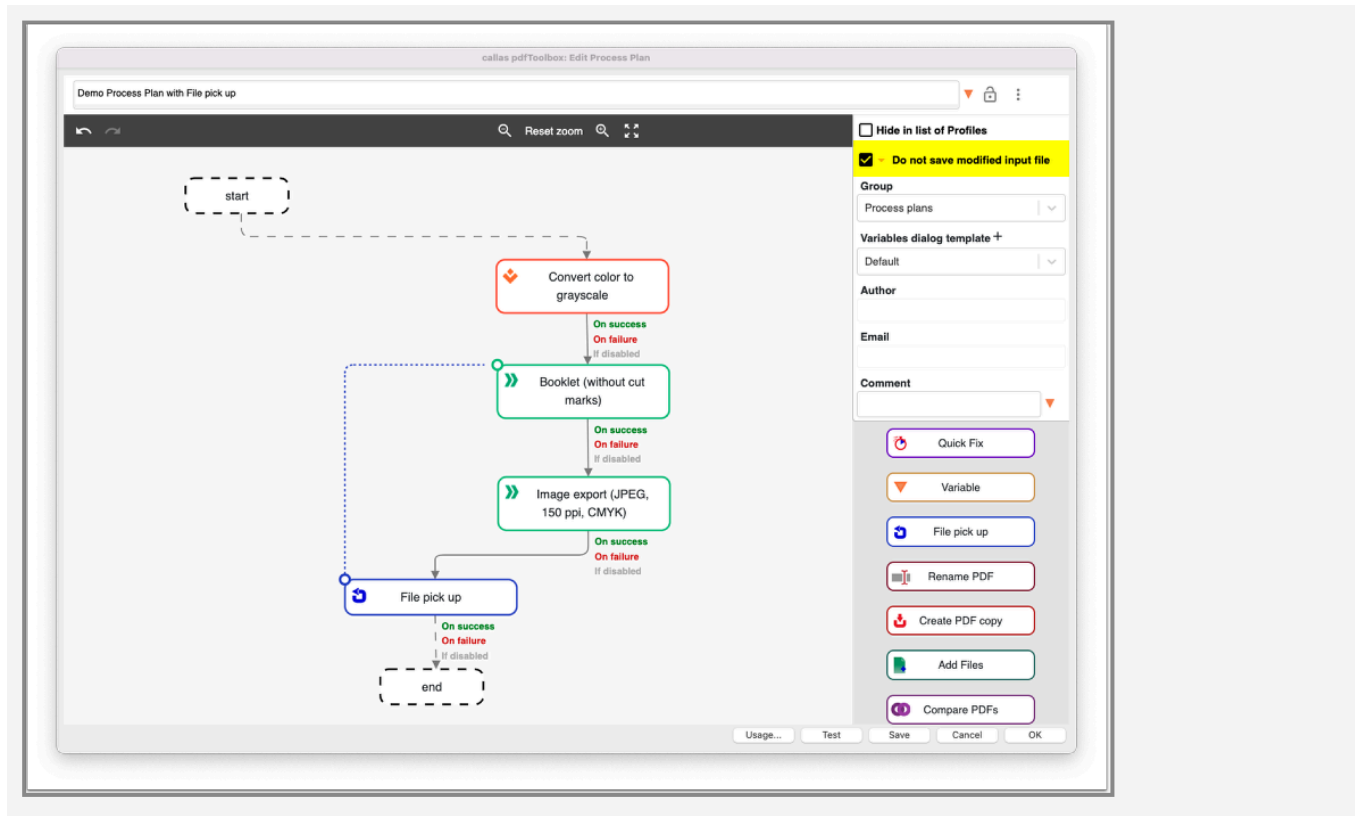 callas pdfToolbox: Edit Process Plan
Demo Process Plan with File pick up
Reset zoom
start
Convert color to
grayscale
On success
On failure
If disabled
Booklet (without cut
marks)
On success
On failure
If disabled
Image export (JPEG,
150 ppi, CMYK)
On success
On failure
If disabled
File pick up
On success
On failure
If disabled
end
Hide in list of Profiles
Do not save modified input file
Group
Process plans
Variables dialog template +
Default
Author
Email
Comment
Quick Fix
Variable
File pick up
Rename PDF
Create PDF copy
Add Files
Compare PDFs
Usage... Test Save Cancel OK